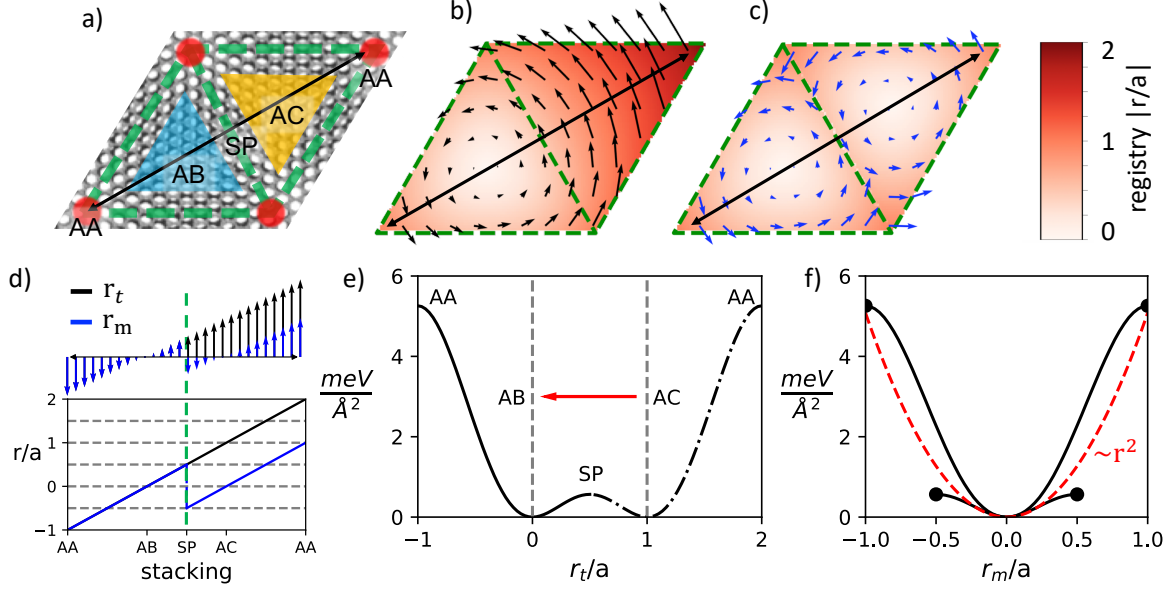 a)
AA
AC
SP
AB
AA
b)
c)
2
1
0
registry |r/a|
d)
r_t
r_m
r/a
2
1
0
−1
AA
AB
SP
AC
AA
stacking
e)
meV
Å²
6
4
2
0
AA
AA
AB
AC
SP
−1
0
1
2
r_t/a
f)
meV
Å²
6
4
2
0
~r²
−1.0
−0.5
0.0
0.5
1.0
r_m/a